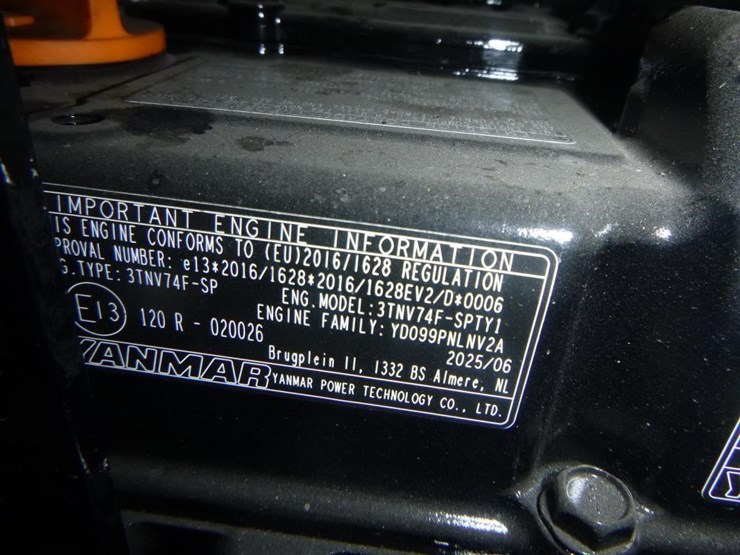 IMPORTANT ENGINE INFORMATION
IS ENGINE CONFORMS TO (EU)2016/1628 REGULATION
PROVAL NUMBER: e13*2016/1628*2016/1628EV2/D*0006
G.TYPE: 3TNV74F-SP
ENG.MODEL:3TNV74F-SPTY1
ENGINE FAMILY: YD099PNLNV2A
E13 120 R - 020026
2025/06
Brugplein 11, 1332 BS Almere, NL
YANMAR YANMAR POWER TECHNOLOGY CO., LTD.